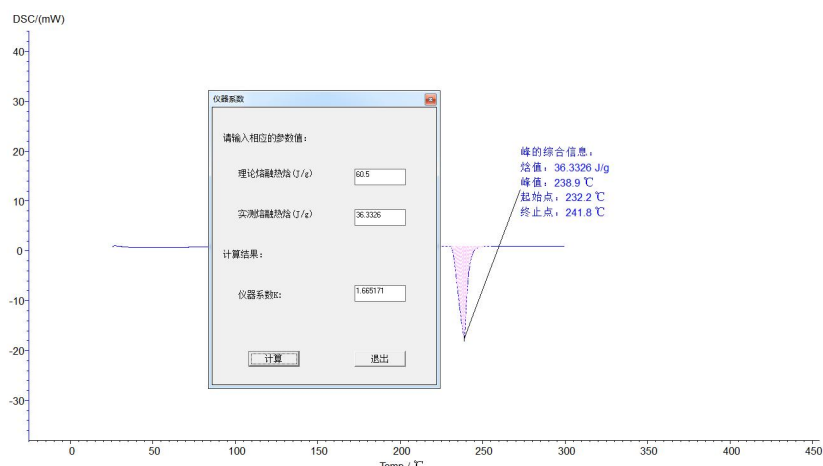 DSC/(mW)
40
30
20
10
0
-10
-20
-30
仪器系数
请输入相应的参数值：
理论熔融热焓(J/g)
60.5
实测熔融热焓(J/g)
36.3326
计算结果：
仪器系数K:
1.665171
计算
退出
峰的综合信息：
焓值：36.3326 J/g
峰值：238.9 ℃
起始点：232.2 ℃
终止点：241.8 ℃
0
50
100
150
200
250
300
350
400
450
Temp / ℃